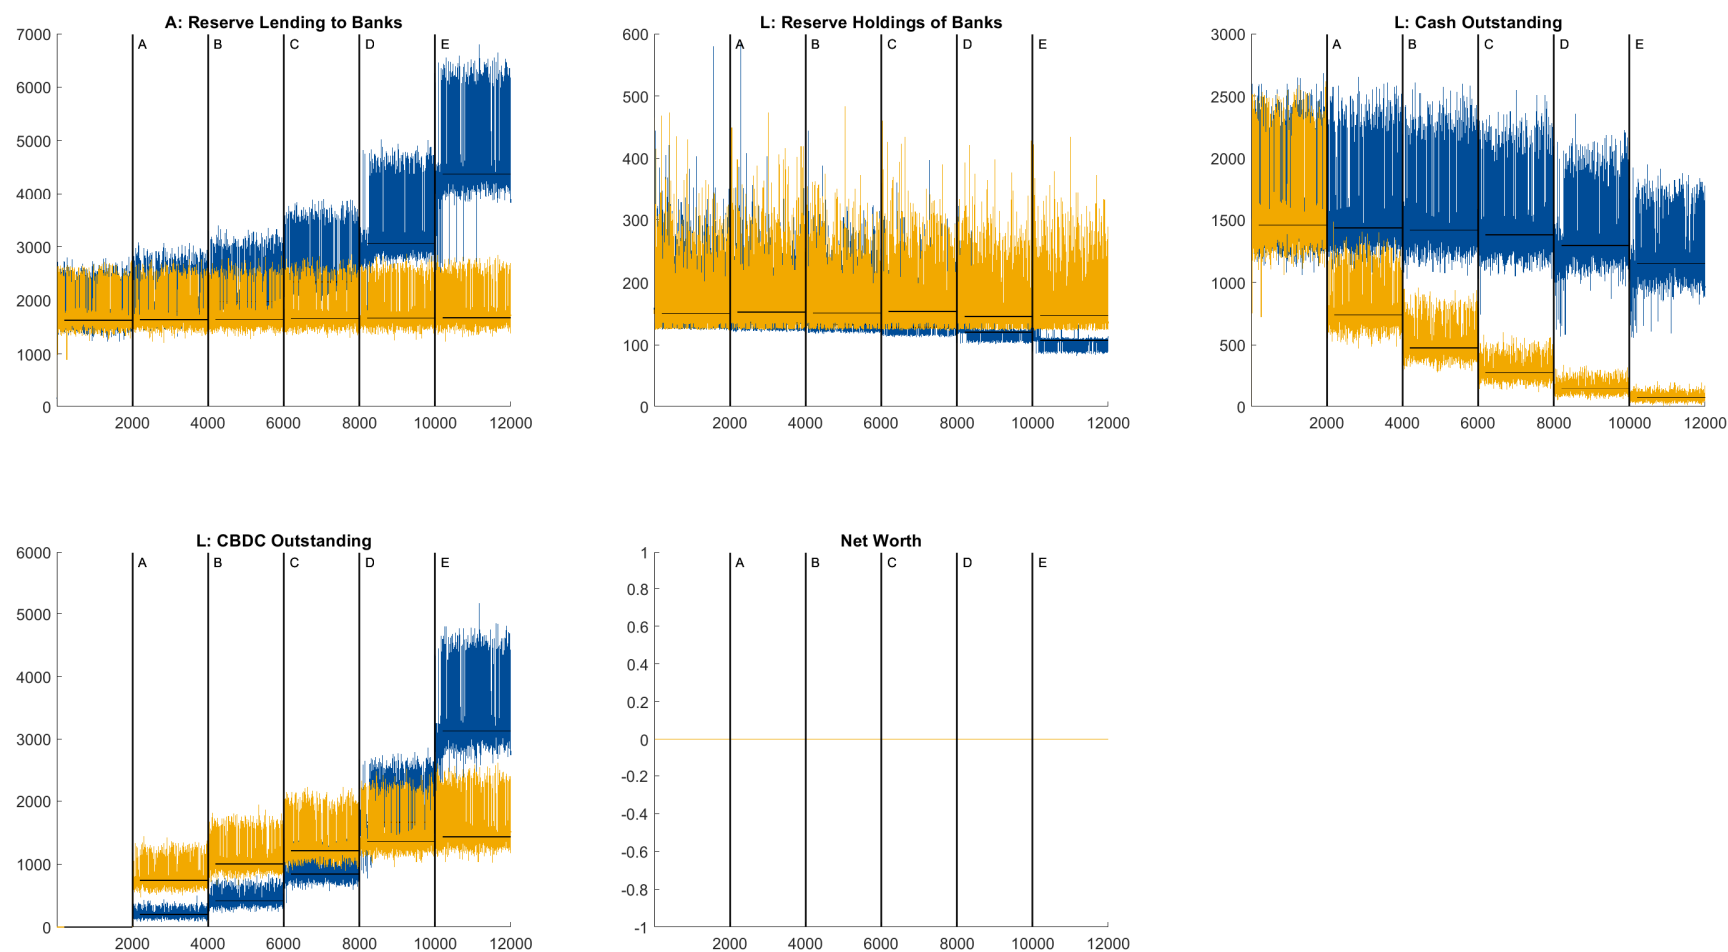 A: Reserve Lending to Banks
7000
6000
5000
4000
3000
2000
1000
0
A B C D E
2000 4000 6000 8000 10000 12000
L: Reserve Holdings of Banks
600
500
400
300
200
100
0
A B C D E
2000 4000 6000 8000 10000 12000
L: Cash Outstanding
3000
2500
2000
1500
1000
500
0
A B C D E
2000 4000 6000 8000 10000 12000
L: CBDC Outstanding
6000
5000
4000
3000
2000
1000
0
A B C D E
2000 4000 6000 8000 10000 12000
Net Worth
1
0.8
0.6
0.4
0.2
0
-0.2
-0.4
-0.6
-0.8
-1
A B C D E
2000 4000 6000 8000 10000 12000